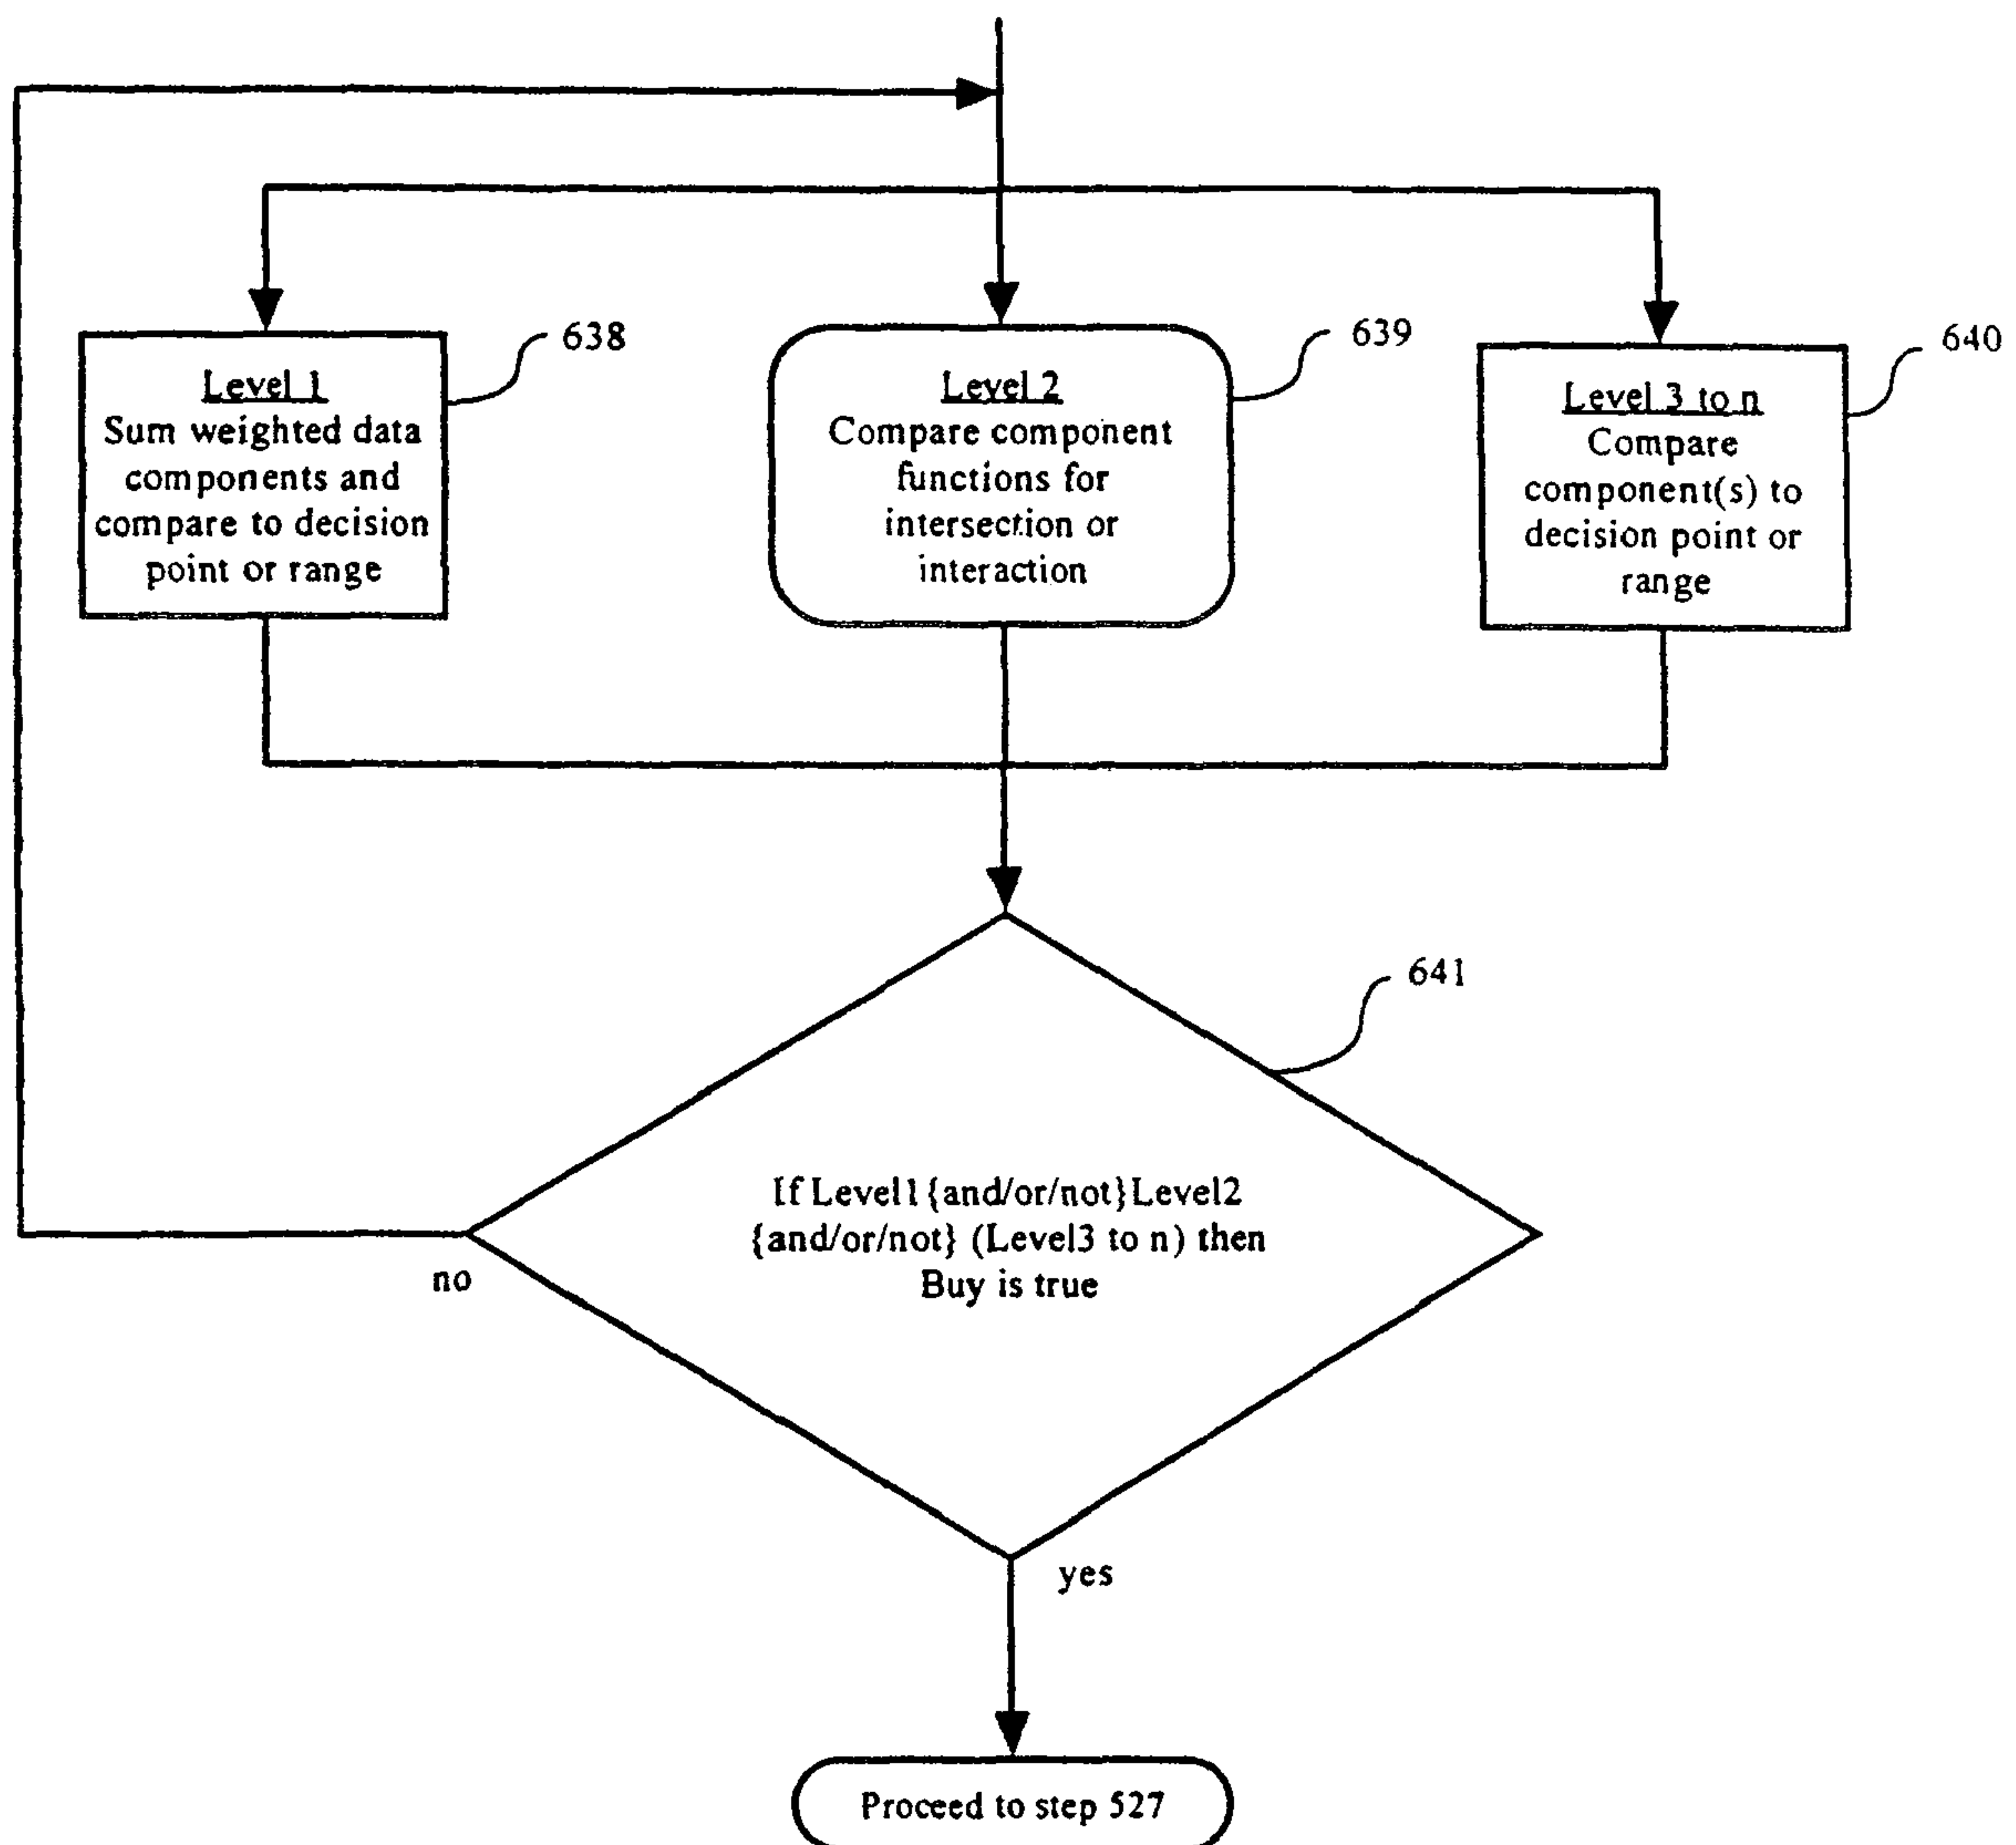 638
639
640
Level 1
Sum weighted data
components and
compare to decision
point or range
Level 2
Compare component
functions for
intersection or
interaction
Level 3 to n
Compare
component(s) to
decision point or
range
641
If Level1{and/or/not}Level2
{and/or/not} (Level3 to n) then
Buy is true
no
yes
Proceed to step 527